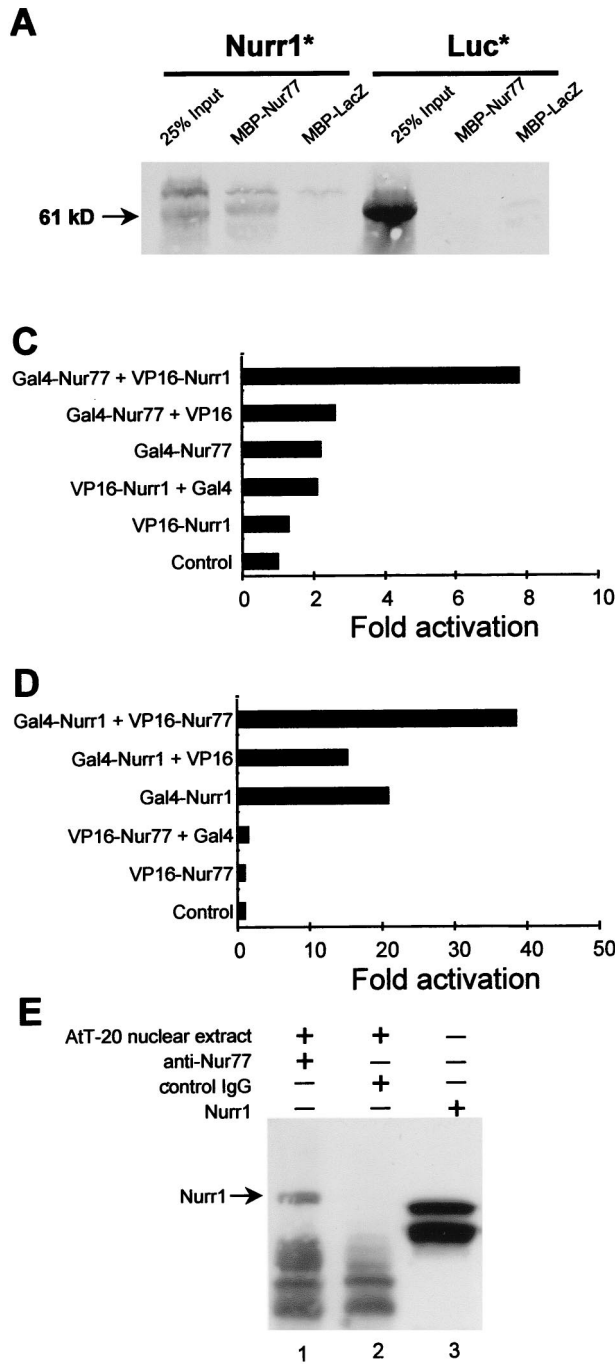 A
Nurr1* Luc*
25% Input MBP-Nur77 MBP-LacZ 25% Input MBP-Nur77 MBP-LacZ
61 kD
C
Gal4-Nur77 + VP16-Nurr1
Gal4-Nur77 + VP16
Gal4-Nur77
VP16-Nurr1 + Gal4
VP16-Nurr1
Control
0 2 4 6 8 10
Fold activation
D
Gal4-Nurr1 + VP16-Nur77
Gal4-Nurr1 + VP16
Gal4-Nurr1
VP16-Nur77 + Gal4
VP16-Nur77
Control
0 10 20 30 40 50
Fold activation
E
AtT-20 nuclear extract + + –
anti-Nur77 + – –
control IgG – + –
Nurr1 – – +
Nurr1
1 2 3